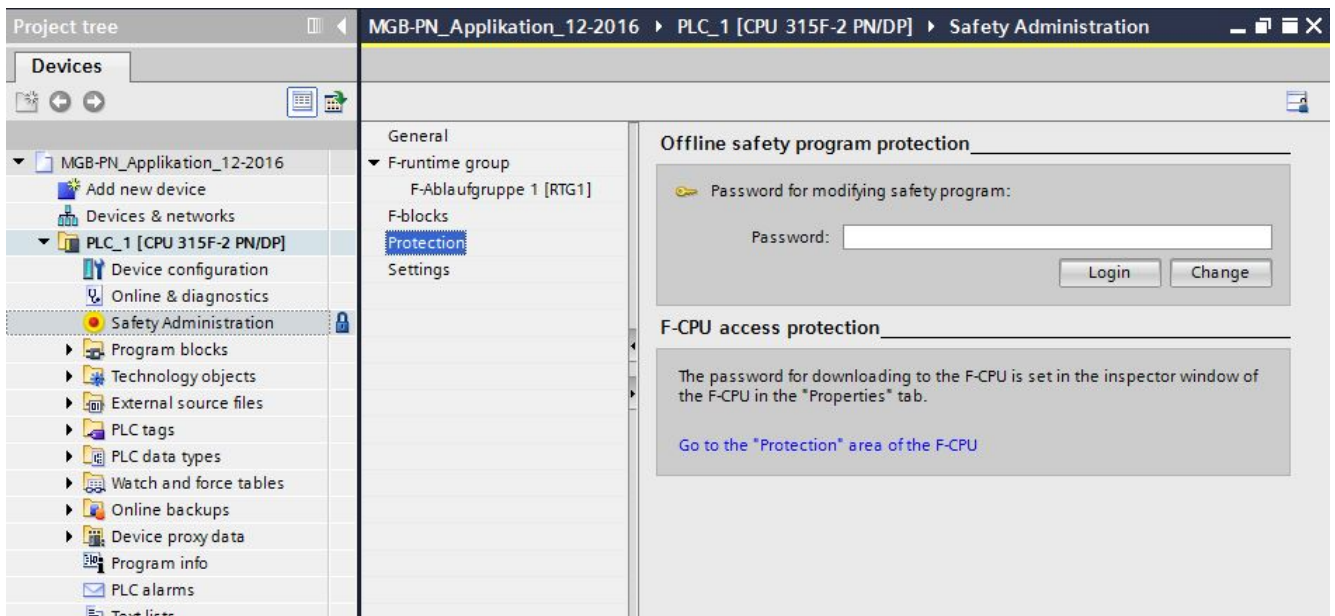 Project tree
MGB-PN_Applikation_12-2016 PLC_1 [CPU 315F-2 PN/DP] Safety Administration
Devices
MGB-PN_Applikation_12-2016
Add new device
Devices & networks
PLC_1 [CPU 315F-2 PN/DP]
Device configuration
Online & diagnostics
Safety Administration
Program blocks
Technology objects
External source files
PLC tags
PLC data types
Watch and force tables
Online backups
Device proxy data
Program info
PLC alarms
Text lists
General
F-runtime group
F-Ablaufgruppe 1 [RTG1]
F-blocks
Protection
Settings
Offline safety program protection
Password for modifying safety program:
Password:
Login Change
F-CPU access protection
The password for downloading to the F-CPU is set in the inspector window of
the F-CPU in the "Properties" tab.
Go to the "Protection" area of the F-CPU